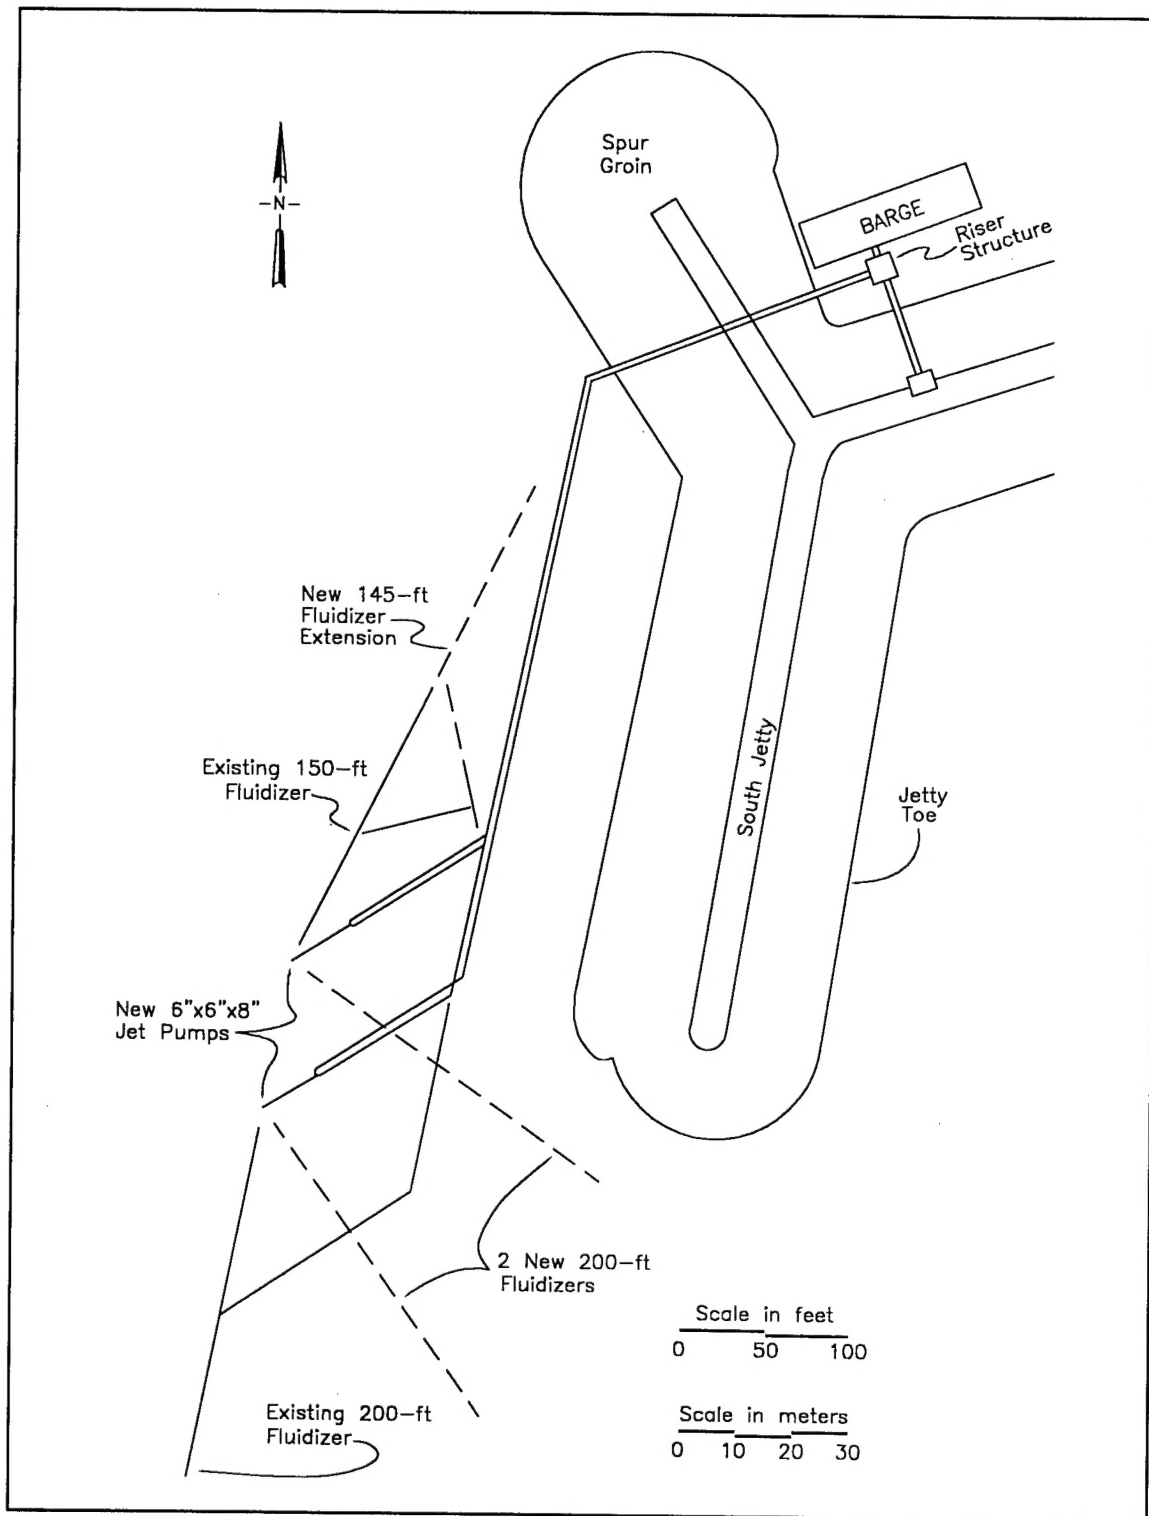 Spur
Groin
-N-
BARGE
Riser
Structure
New 145-ft
Fluidizer
Extension
Existing 150-ft
Fluidizer
South Jetty
Jetty
Toe
New 6"x6"x8"
Jet Pumps
2 New 200-ft
Fluidizers
Scale in feet
0 50 100
Existing 200-ft
Fluidizer
Scale in meters
0 10 20 30